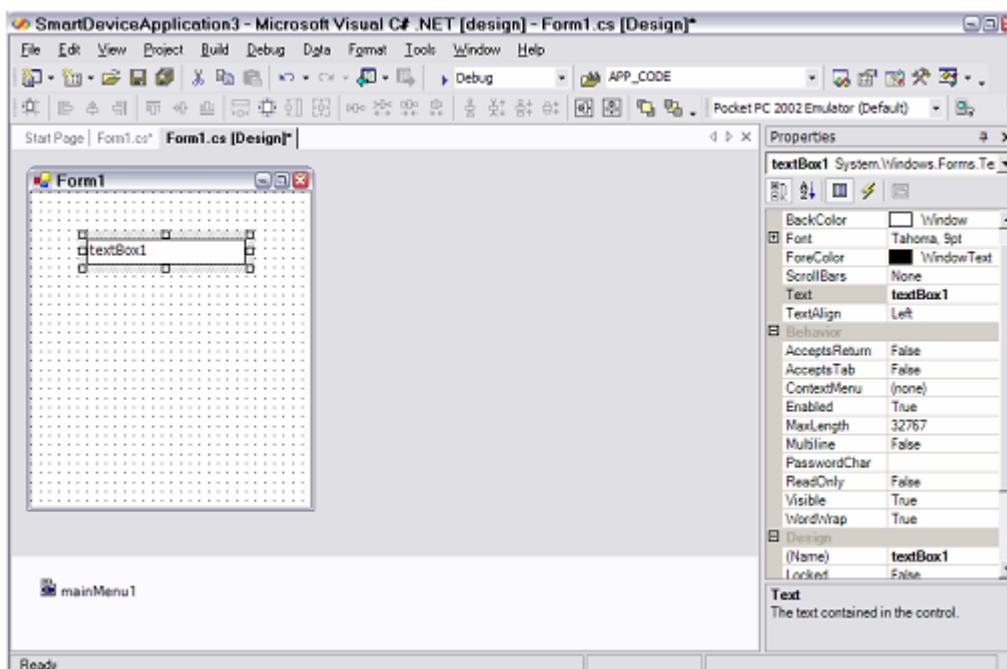 SmartDeviceApplication3 - Microsoft Visual C# .NET [design] - Form1.cs [Design]*
File Edit View Project Build Debug Data Format Tools Window Help
Debug APP_CODE
Pocket PC 2002 Emulator (Default)
Start Page Form1.cs* Form1.cs [Design]*
Form1
textBox1
mainMenu1
Properties
textBox1 System.Windows.Forms.Te
BackColor Window
Font Tahoma, 9pt
ForeColor WindowText
ScrollBars None
Text textBox1
TextAlign Left
Behavior
AcceptsReturn False
AcceptsTab False
ContextMenu (none)
Enabled True
MaxLength 32767
Multiline False
PasswordChar
ReadOnly False
Visible True
WordWrap True
Design
(Name) textBox1
Locked False
Text
The text contained in the control.
Ready